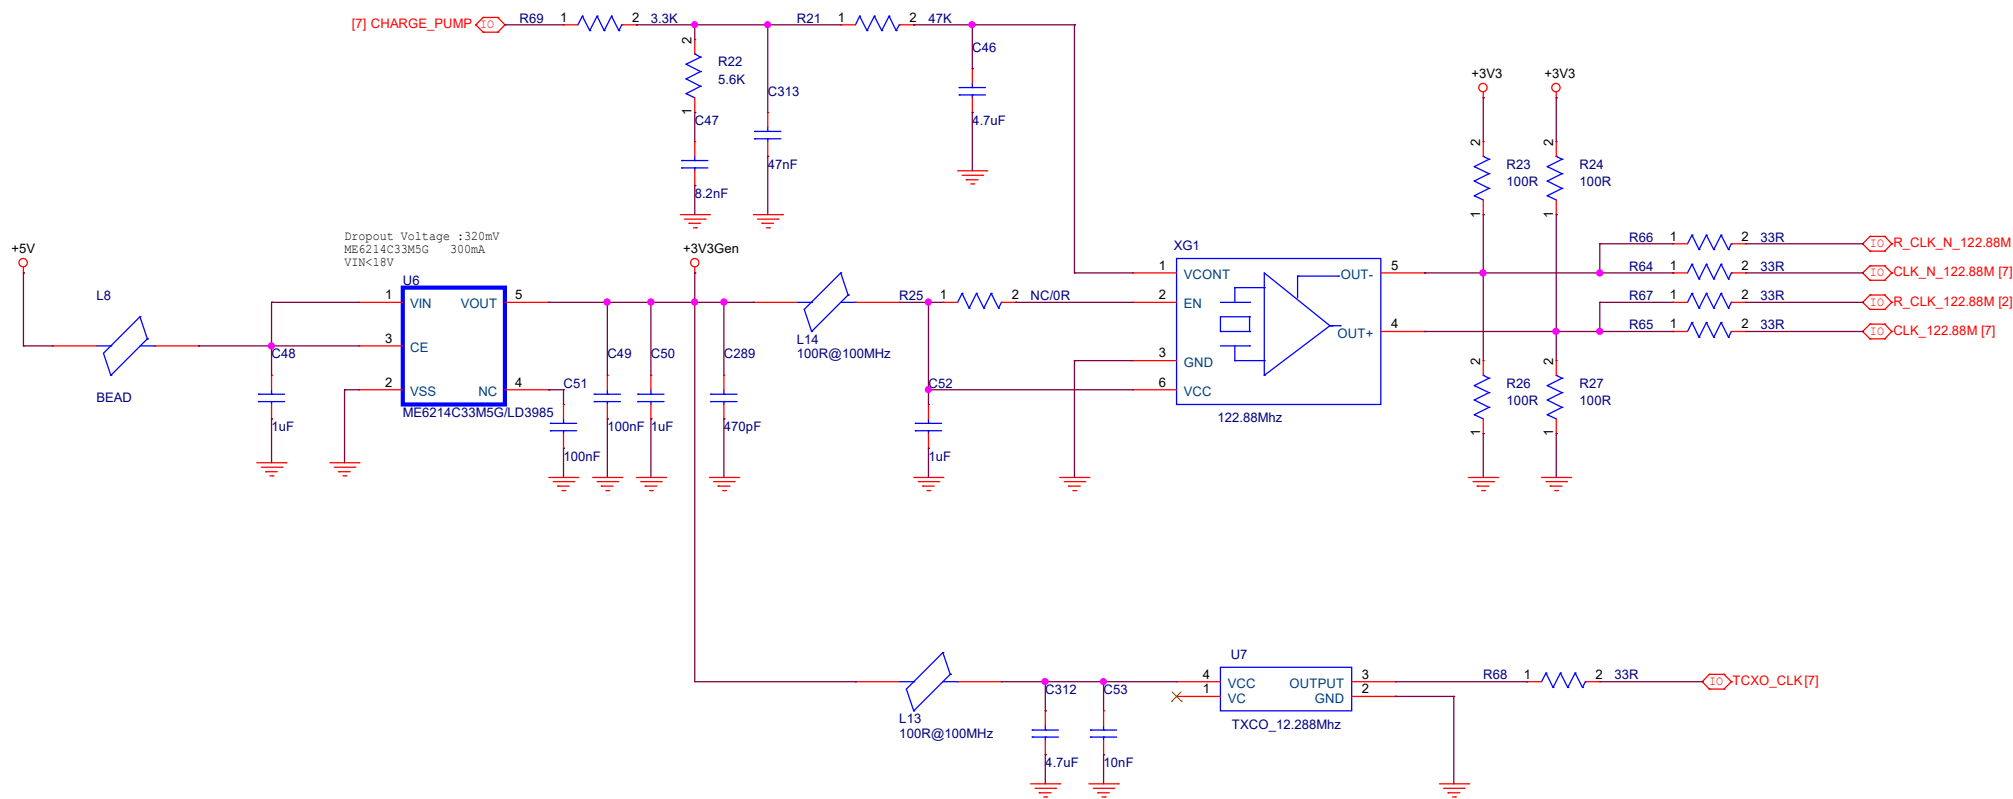 [7] CHARGE_PUMP IO R69 1 2 3.3K R21 1 2 47K
C46
4.7uF
2
R22
5.6K
1
C47
8.2nF
C313
47nF
+3V3 +3V3
2 2
R23
100R
R24
100R
1 1
Dropout Voltage :320mV
ME6214C33M5G 300mA
VIN<18V
+5V
L8
BEAD
U6
1 VIN VOUT 5
3 CE
2 VSS NC 4
ME6214C33M5G/LD3985
C48
1uF
C51
100nF
C49
100nF
C50
1uF
C289
470pF
+3V3Gen
L14
100R@100MHz
R25 1 2 NC/0R
C52
1uF
XG1
1 VCONT OUT- 5
2 EN
OUT+ 4
3 GND
6 VCC
122.88Mhz
R66 1 2 33R IO R_CLK_N_122.88M
R64 1 2 33R IO CLK_N_122.88M [7]
R67 1 2 33R IO R_CLK_122.88M [2]
R65 1 2 33R IO CLK_122.88M [7]
2 2
R26
100R
R27
100R
1 1
L13
100R@100MHz
C312
4.7uF
C53
10nF
U7
4 VCC OUTPUT 3
1 VC GND 2
TXCO_12.288Mhz
R68 1 2 33R IO TCXO_CLK [7]